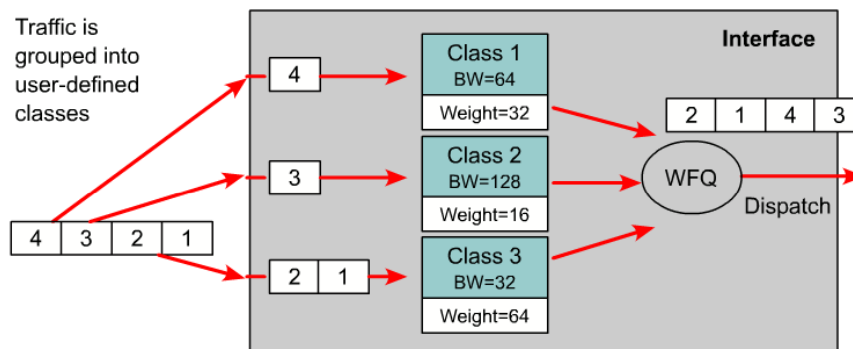 Traffic is
grouped into
user-defined
classes
Interface
4
Class 1
BW=64
Weight=32
2 1 4 3
3
Class 2
BW=128
Weight=16
WFQ
Dispatch
4 3 2 1
2 1
Class 3
BW=32
Weight=64